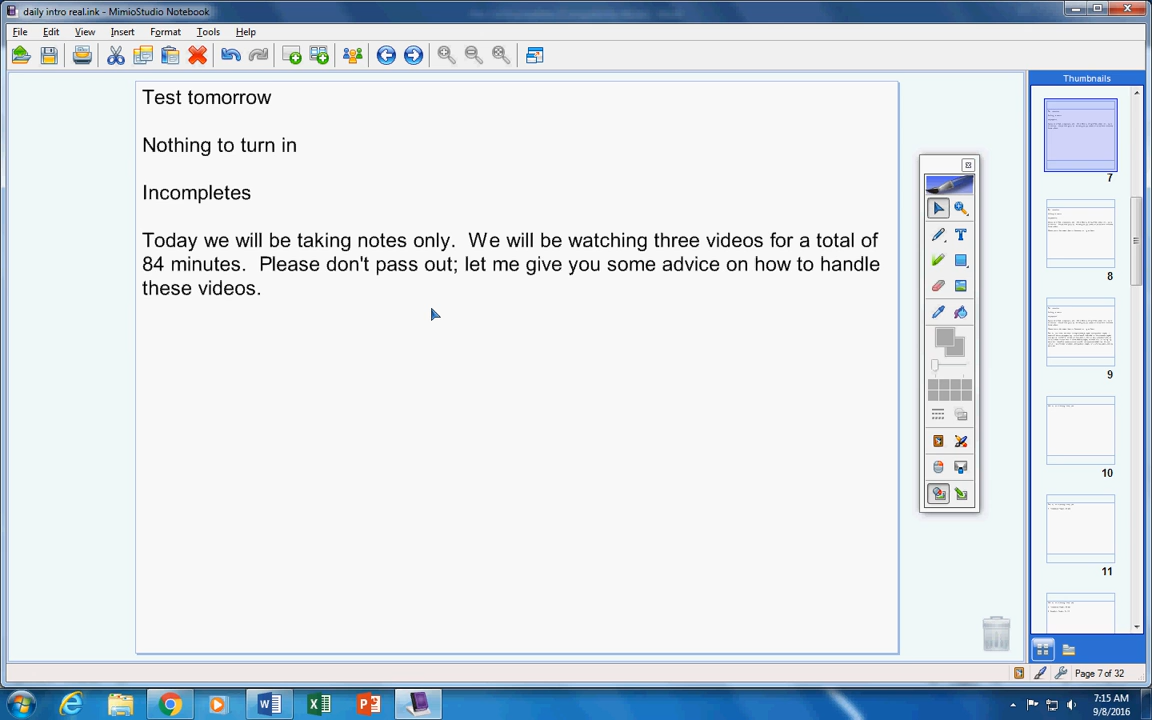 daily intro real.ink - MimioStudio Notebook
File Edit View Insert Format Tools Help
Test tomorrow
Nothing to turn in
Incompletes
Today we will be taking notes only.  We will be watching three videos for a total of
84 minutes.  Please don't pass out; let me give you some advice on how to handle
these videos.
Thumbnails
7
8
9
10
11
Page 7 of 32
7:15 AM
9/8/2016